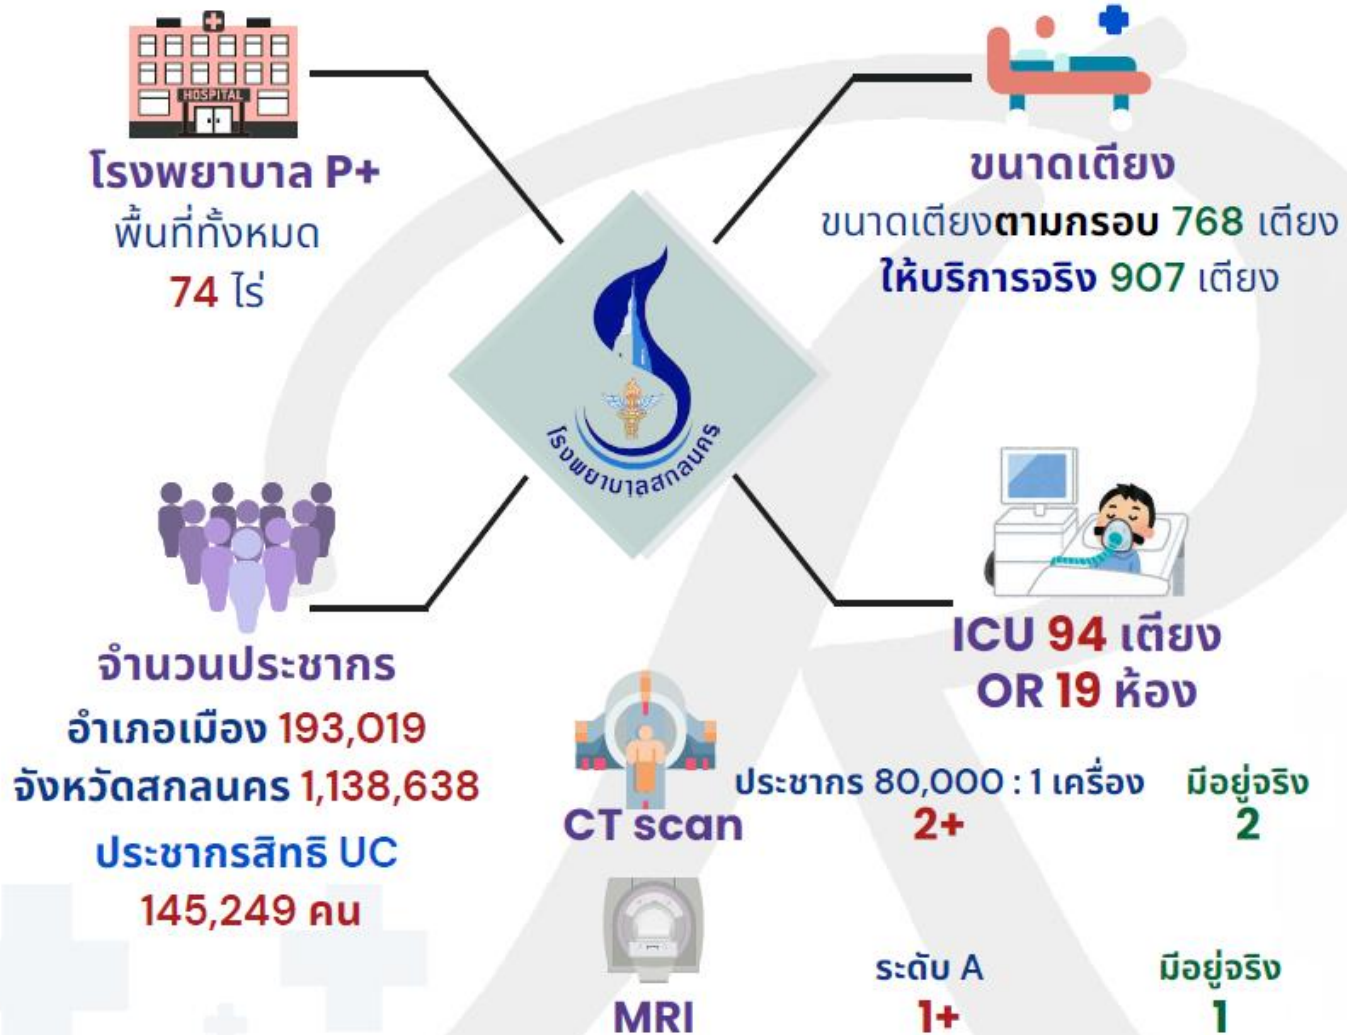 HOSPITAL
โรงพยาบาล P+
พื้นที่ทั้งหมด
74 ไร่
ขนาดเตียง
ขนาดเตียงตามกรอบ 768 เตียง
ให้บริการจริง 907 เตียง
โรงพยาบาลสกลนคร
จำนวนประชากร
อำเภอเมือง 193,019
จังหวัดสกลนคร 1,138,638
ประชากรสิทธิ UC
145,249 คน
ICU 94 เตียง
OR 19 ห้อง
CT scan
ประชากร 80,000 : 1 เครื่อง
2+
มีอยู่จริง
2
MRI
ระดับ A
1+
มีอยู่จริง
1